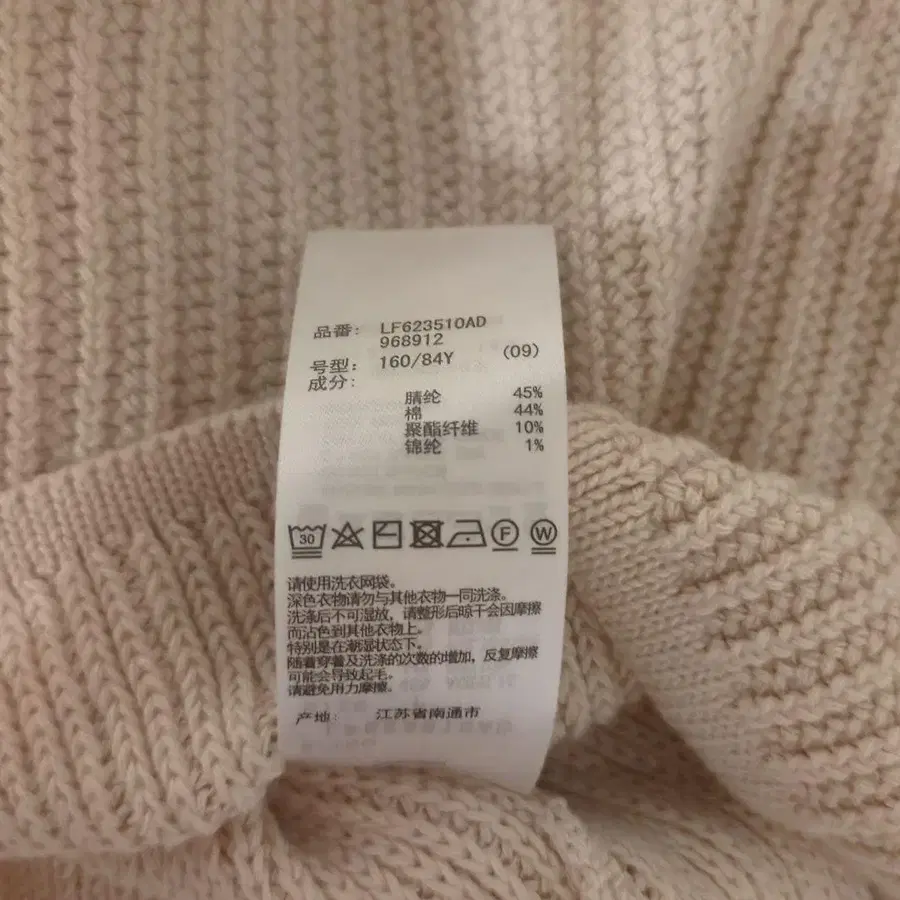 品番: LF623510AD
968912
号型: 160/84Y (09)
成分:
腈纶 45%
棉 44%
聚酯纤维 10%
锦纶 1%
30 F W
请使用洗衣网袋。
深色衣物请勿与其他衣物一同洗涤。
洗涤后不可湿放，请整形后晾干会因摩擦
而沾色到其他衣物上。
特别是在潮湿状态下。
随着穿着及洗涤的次数的增加，反复摩擦
可能会导致起毛。
请避免用力摩擦。
产地: 江苏省南通市